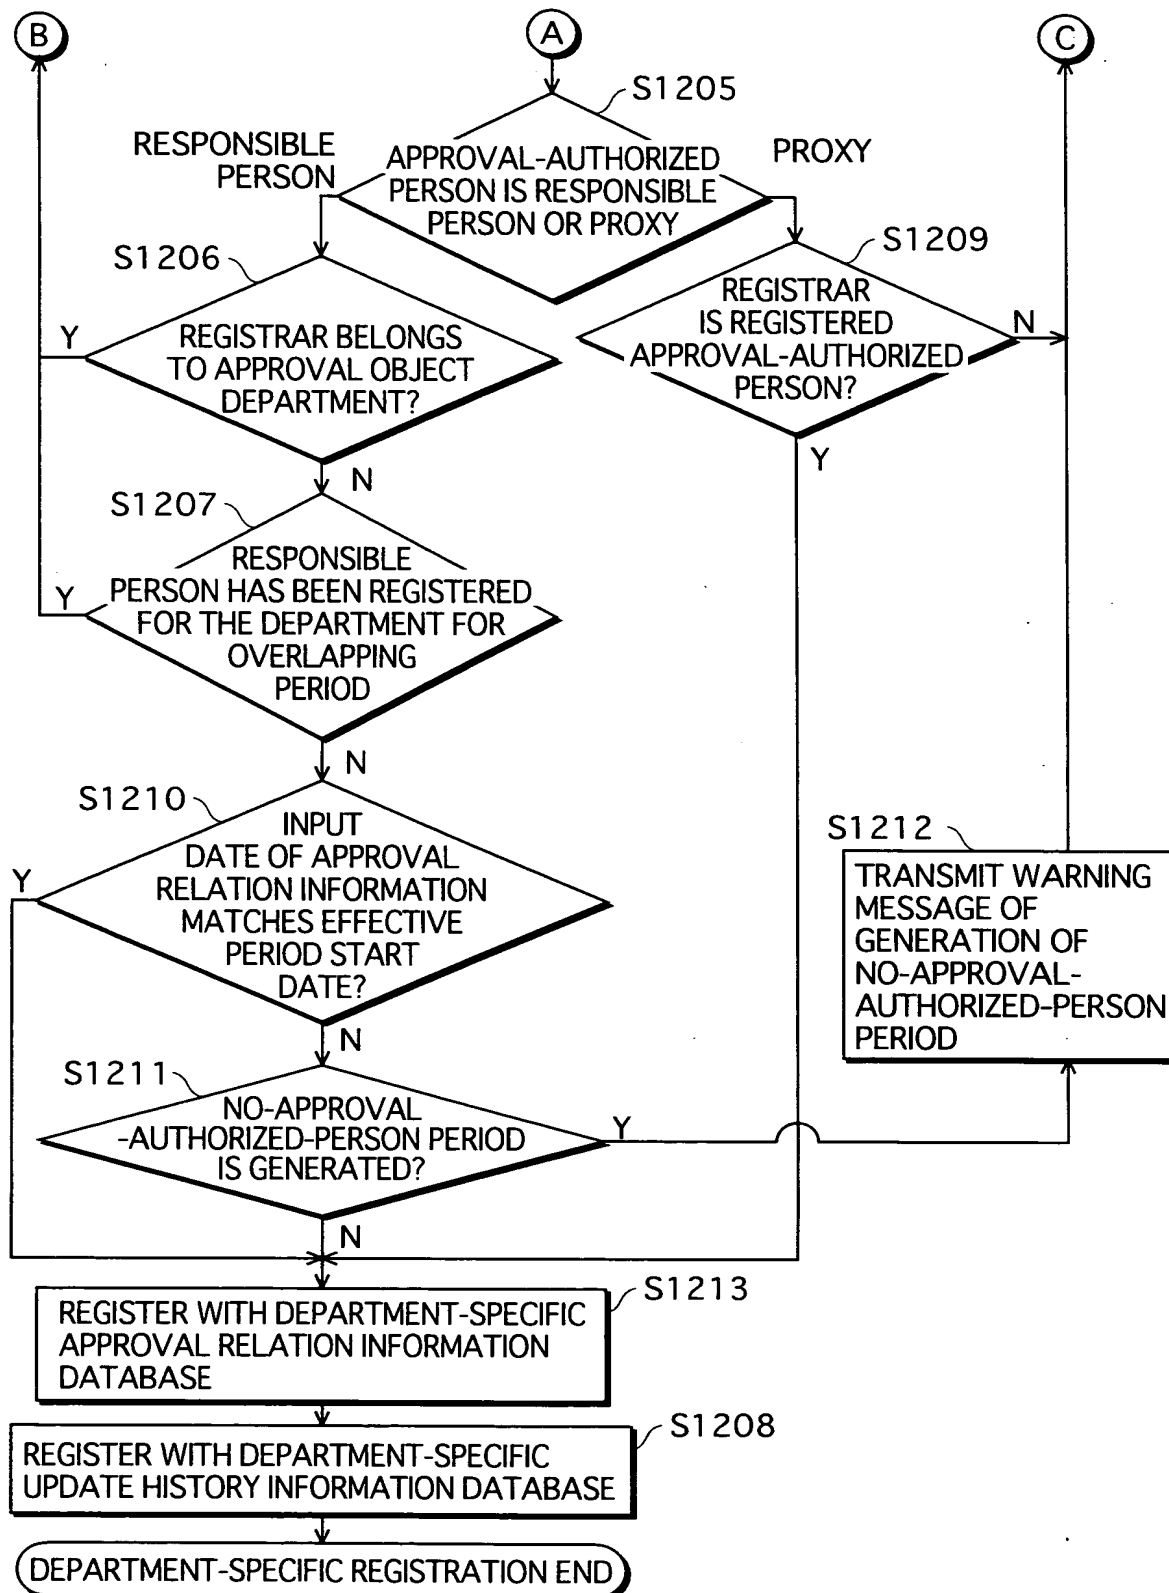 B
A
C
S1205
RESPONSIBLE
PERSON
APPROVAL-AUTHORIZED
PERSON IS RESPONSIBLE
PERSON OR PROXY
PROXY
S1206
S1209
Y
REGISTRAR BELONGS
TO APPROVAL OBJECT
DEPARTMENT?
REGISTRAR
IS REGISTERED
APPROVAL-AUTHORIZED
PERSON?
N
N
Y
S1207
Y
RESPONSIBLE
PERSON HAS BEEN REGISTERED
FOR THE DEPARTMENT FOR
OVERLAPPING
PERIOD
N
S1210
Y
INPUT
DATE OF APPROVAL
RELATION INFORMATION
MATCHES EFFECTIVE
PERIOD START
DATE?
S1212
TRANSMIT WARNING
MESSAGE OF
GENERATION OF
NO-APPROVAL-
AUTHORIZED-PERSON
PERIOD
N
S1211
NO-APPROVAL
-AUTHORIZED-PERSON PERIOD
IS GENERATED?
Y
N
S1213
REGISTER WITH DEPARTMENT-SPECIFIC
APPROVAL RELATION INFORMATION
DATABASE
S1208
REGISTER WITH DEPARTMENT-SPECIFIC
UPDATE HISTORY INFORMATION DATABASE
DEPARTMENT-SPECIFIC REGISTRATION END